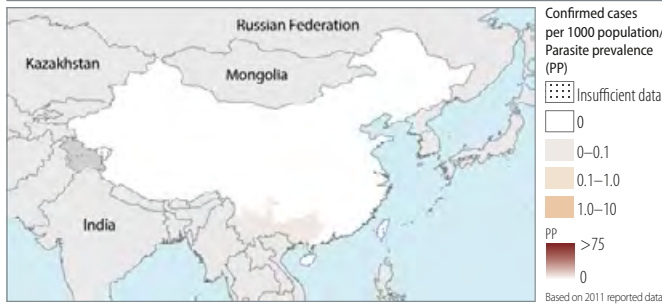 Russian Federation
Kazakhstan
Mongolia
India
Confirmed cases
per 1000 population/
Parasite prevalence
(PP)
Insufficient data
0
0–0.1
0.1–1.0
1.0–10
PP
>75
0
Based on 2011 reported data